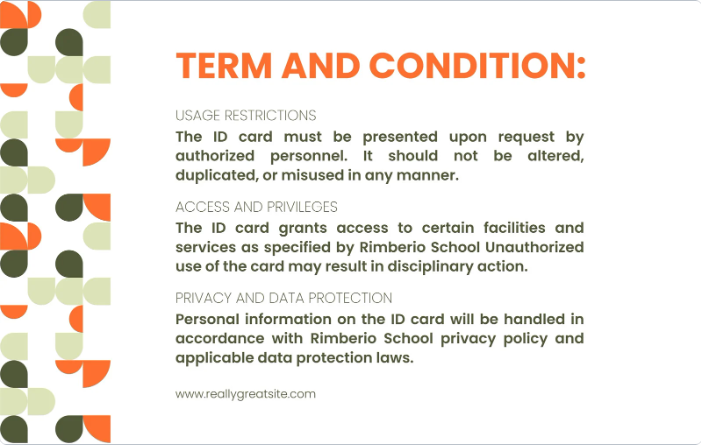 TERM AND CONDITION:
USAGE RESTRICTIONS
The ID card must be presented upon request by
authorized personnel. It should not be altered,
duplicated, or misused in any manner.
ACCESS AND PRIVILEGES
The ID card grants access to certain facilities and
services as specified by Rimberio School Unauthorized
use of the card may result in disciplinary action.
PRIVACY AND DATA PROTECTION
Personal information on the ID card will be handled in
accordance with Rimberio School privacy policy and
applicable data protection laws.
www.reallygreatsite.com